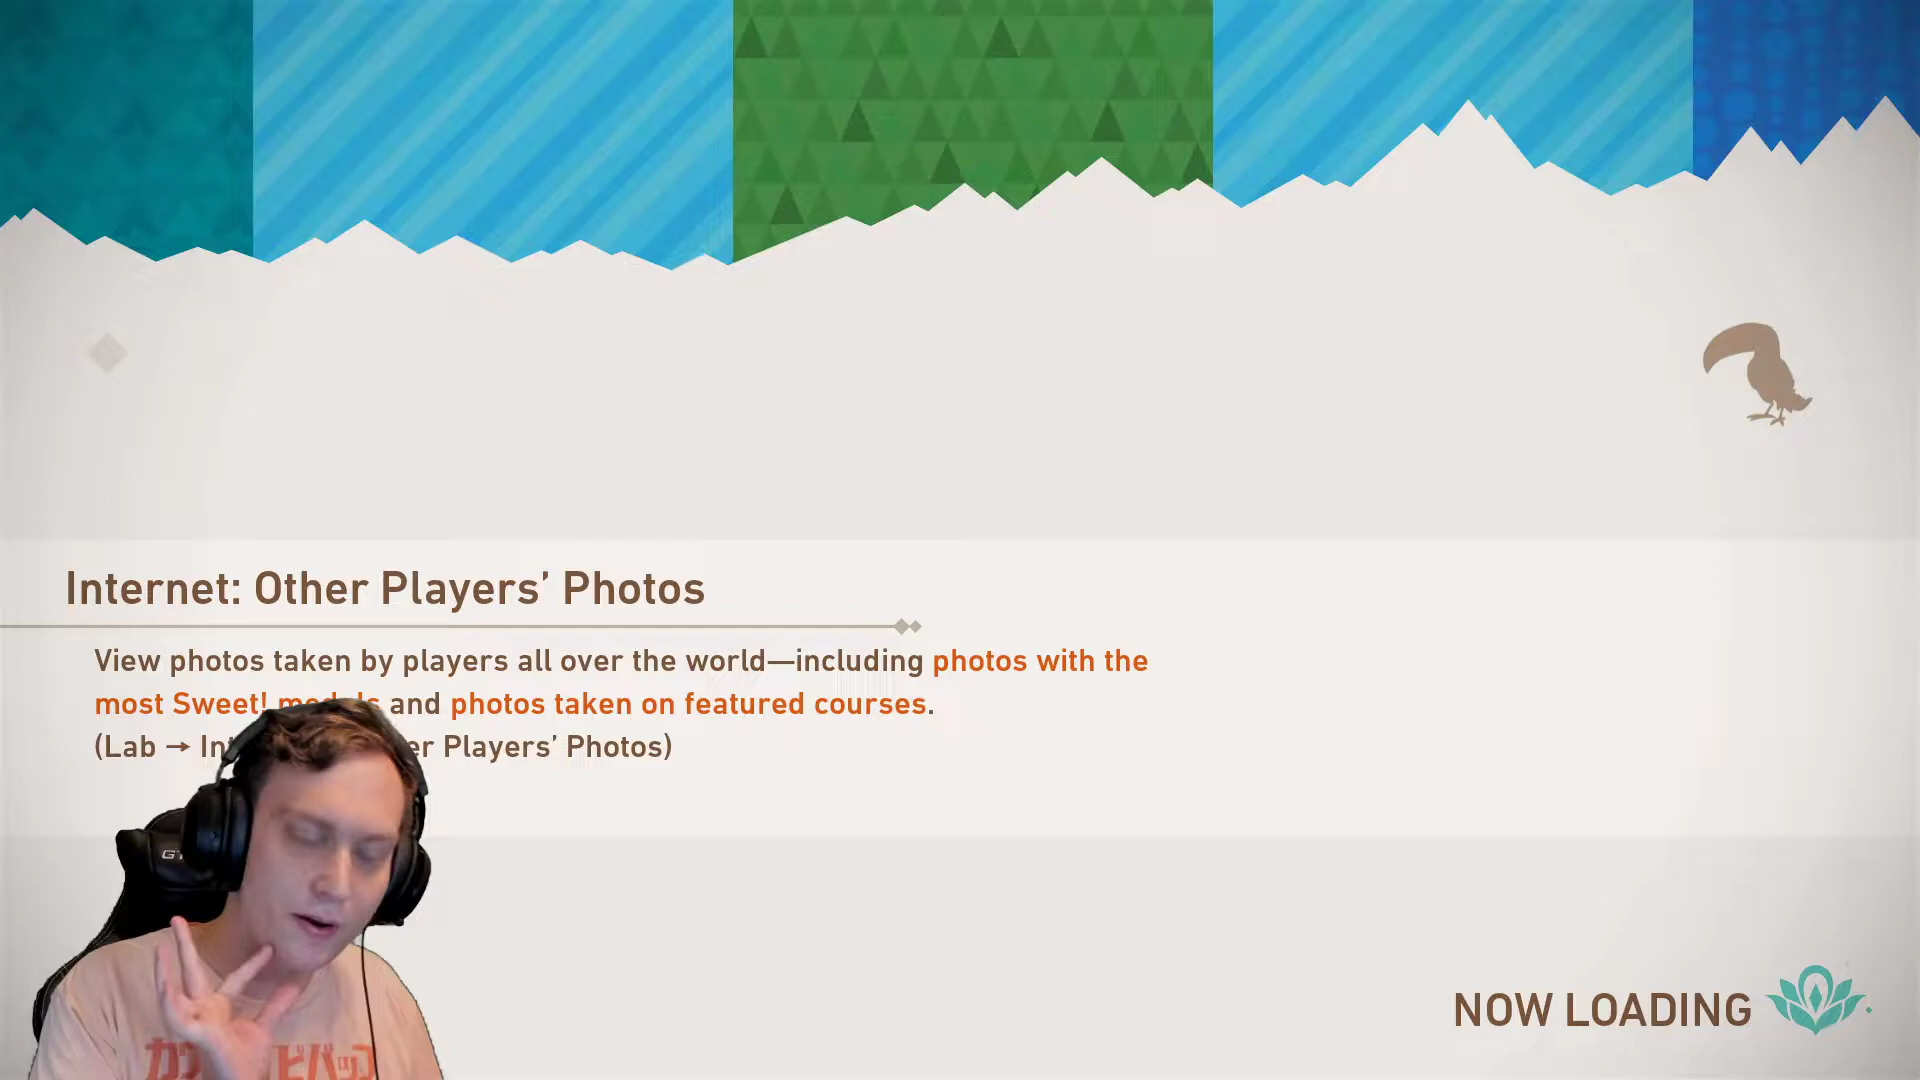 Internet: Other Players’ Photos
View photos taken by players all over the world—including photos with the
most Sweet! medals and photos taken on featured courses.
(Lab → Players’ Photos)
NOW LOADING